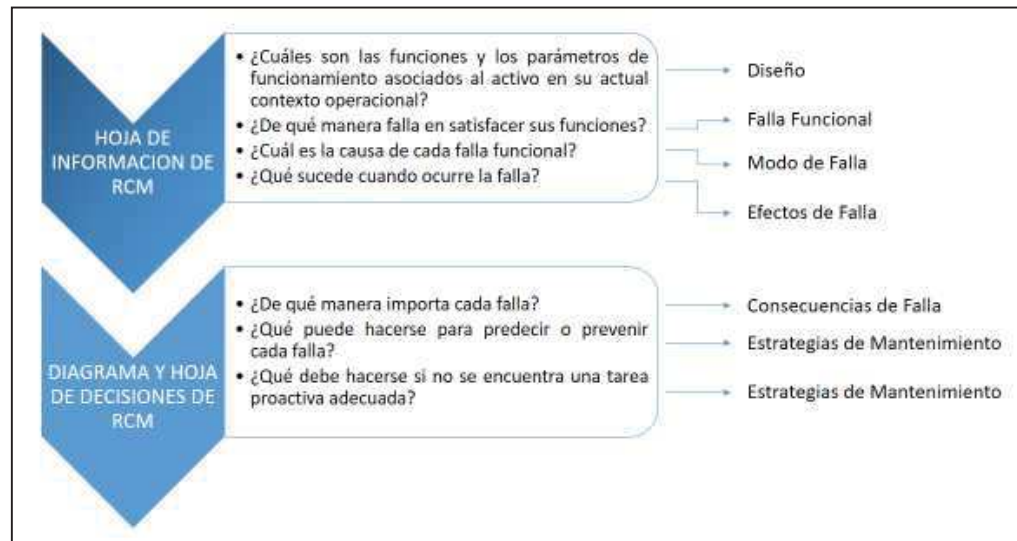 HOJA DE
INFORMACION DE
RCM
• ¿Cuáles son las funciones y los parámetros de
funcionamiento asociados al activo en su actual
contexto operacional?
• ¿De qué manera falla en satisfacer sus funciones?
• ¿Cuál es la causa de cada falla funcional?
• ¿Qué sucede cuando ocurre la falla?
Diseño
Falla Funcional
Modo de Falla
Efectos de Falla
DIAGRAMA Y HOJA
DE DECISIONES DE
RCM
• ¿De qué manera importa cada falla?
• ¿Qué puede hacerse para predecir o prevenir
cada falla?
• ¿Qué debe hacerse si no se encuentra una tarea
proactiva adecuada?
Consecuencias de Falla
Estrategias de Mantenimiento
Estrategias de Mantenimiento